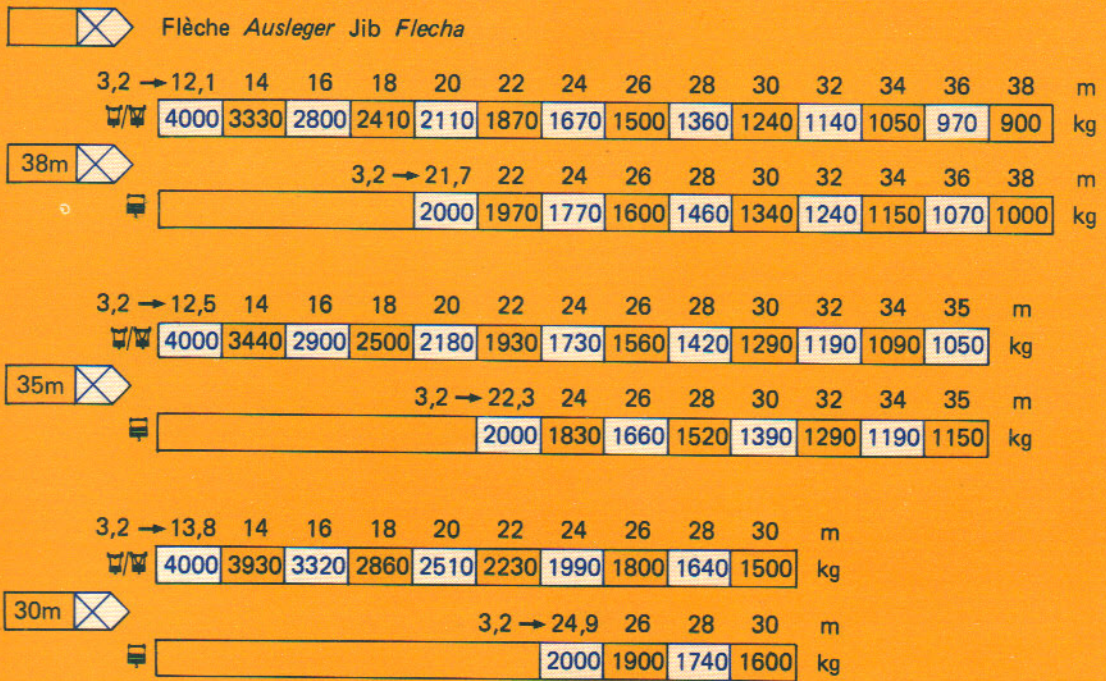 Flèche Ausleger Jib Flecha
3,2 → 12,1 14 16 18 20 22 24 26 28 30 32 34 36 38 m
4000 3330 2800 2410 2110 1870 1670 1500 1360 1240 1140 1050 970 900 kg
38m
3,2 → 21,7 22 24 26 28 30 32 34 36 38 m
2000 1970 1770 1600 1460 1340 1240 1150 1070 1000 kg
3,2 → 12,5 14 16 18 20 22 24 26 28 30 32 34 35 m
4000 3440 2900 2500 2180 1930 1730 1560 1420 1290 1190 1090 1050 kg
35m
3,2 → 22,3 24 26 28 30 32 34 35 m
2000 1830 1660 1520 1390 1290 1190 1150 kg
3,2 → 13,8 14 16 18 20 22 24 26 28 30 m
4000 3930 3320 2860 2510 2230 1990 1800 1640 1500 kg
30m
3,2 → 24,9 26 28 30 m
2000 1900 1740 1600 kg